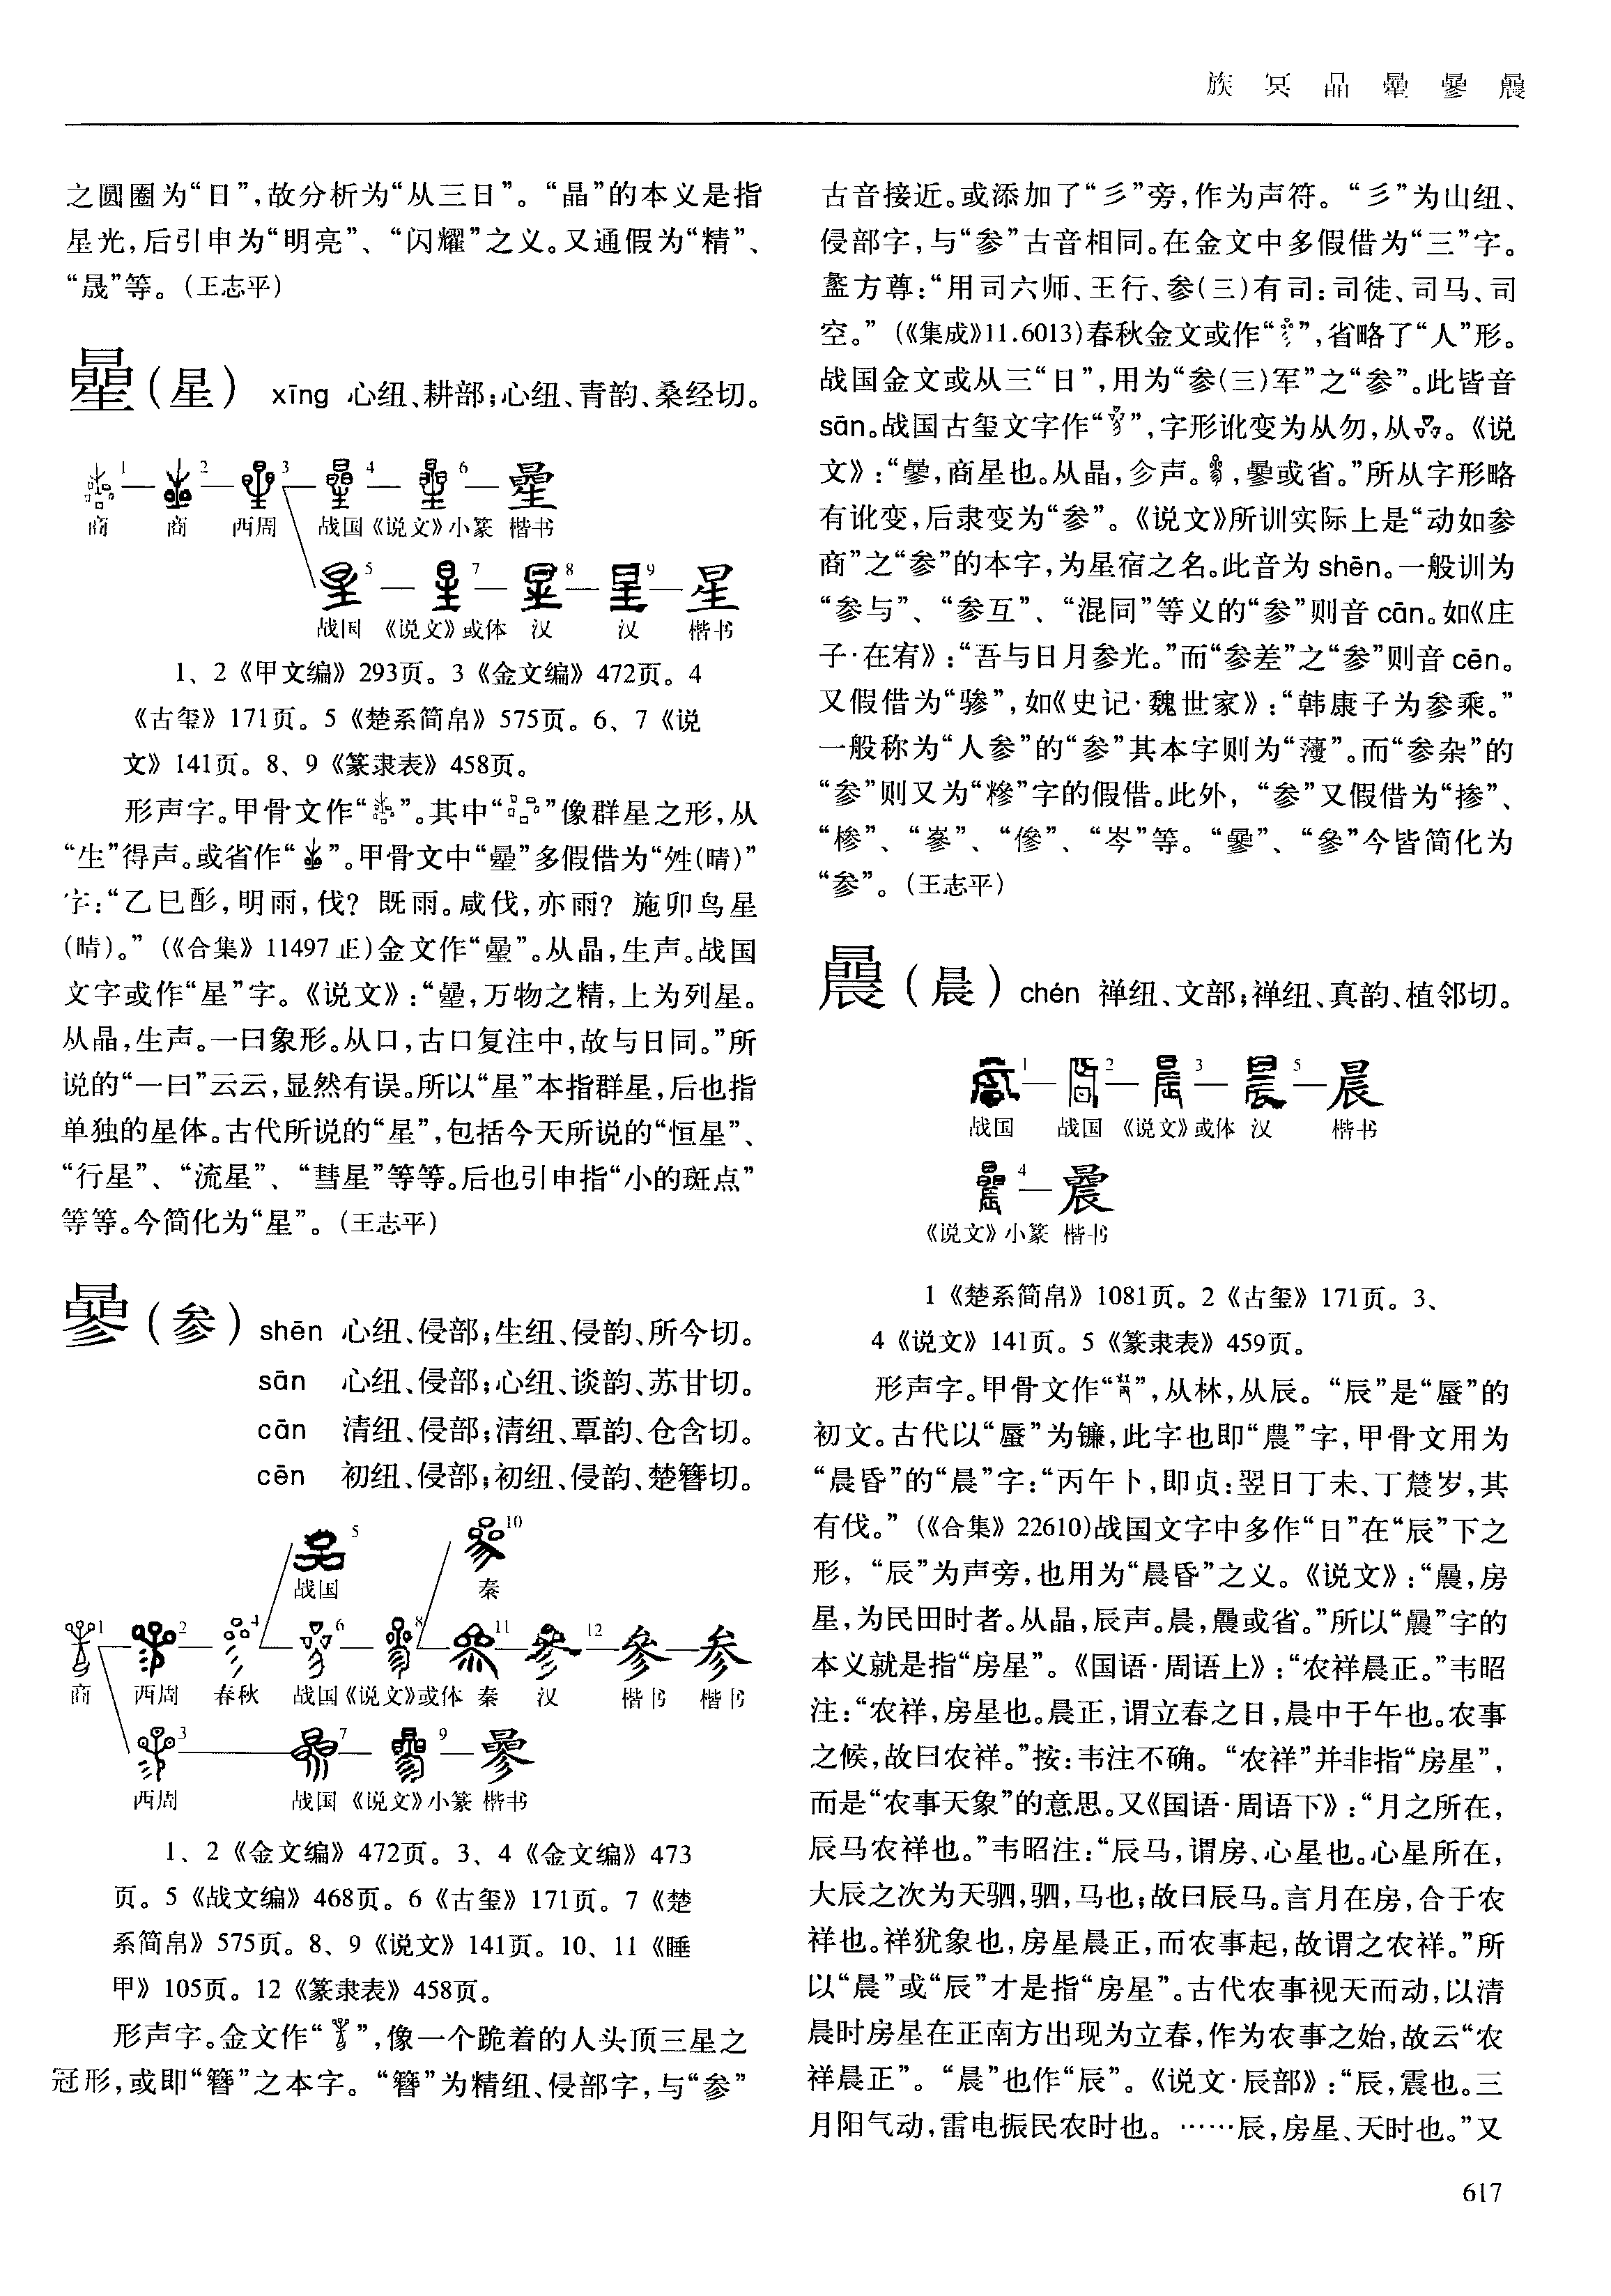 族 冥 晶 曐 曑 曟
之圆圈为“日”,故分析为“从三日”。“晶”的本义是指
星光,后引申为“明亮”、“闪耀”之义。又通假为“精”、
“晟”等。(王志平)
曐(星) xīng 心纽、耕部;心纽、青韵、桑经切。
1 — 2 — 3 — 4 — 6 — 曐
商 商 西周 战国《说文》小篆 楷书
5 — 7 — 8 — 9 — 星
战国 《说文》或体 汉 汉 楷书
1、2《甲文编》293页。3《金文编》472页。4
《古玺》171页。5《楚系简帛》575页。6、7《说
文》141页。8、9《篆隶表》458页。
形声字。甲骨文作“”。其中“”像群星之形,从
“生”得声。或省作“”。甲骨文中“曐”多假借为“姓(晴)”
字:“乙巳酌,明雨,伐?既雨。咸伐,亦雨?施卯鸟星
(晴)。”(《合集》11497正)金文作“曐”。从晶,生声。战国
文字或作“星”字。《说文》:“曐,万物之精,上为列星。
从晶,生声。一曰象形。从口,古口复注中,故与日同。”所
说的“一曰”云云,显然有误。所以“星”本指群星,后也指
单独的星体。古代所说的“星”,包括今天所说的“恒星”、
“行星”、“流星”、“彗星”等等。后也引申指“小的斑点”
等等。今简化为“星”。(王志平)
曑(参) shēn 心纽、侵部;生纽、侵韵、所今切。
sān 心纽、侵部;心纽、谈韵、苏甘切。
cān 清纽、侵部;清纽、覃韵、仓含切。
cēn 初纽、侵部;初纽、侵韵、楚簪切。
5 10
战国 秦
1 2 4 6 8 11 12 參 参
商 西周 春秋 战国《说文》或体 秦 汉 楷书 楷书
3 7 9 曑
西周 战国《说文》小篆 楷书
1、2《金文编》472页。3、4《金文编》473
页。5《战文编》468页。6《古玺》171页。7《楚
系简帛》575页。8、9《说文》141页。10、11《睡
甲》105页。12《篆隶表》458页。
形声字。金文作“”,像一个跪着的人头顶三星之
冠形,或即“簪”之本字。“簪”为精纽、侵部字,与“参”
古音接近。或添加了“彡”旁,作为声符。“彡”为山纽、
侵部字,与“参”古音相同。在金文中多假借为“三”字。
盠方尊:“用司六师、王行、参(三)有司:司徒、司马、司
空。”(《集成》11.6013)春秋金文或作“”,省略了“人”形。
战国金文或从三“日”,用为“参(三)军”之“参”。此皆音
sān。战国古玺文字作“”,字形讹变为从勿,从。《说
文》:“曑,商星也。从晶,㐱声。,曑或省。”所从字形略
有讹变,后隶变为“参”。《说文》所训实际上是“动如参
商”之“参”的本字,为星宿之名。此音为shēn。一般训为
“参与”、“参互”、“混同”等义的“参”则音cān。如《庄
子·在宥》:“吾与日月参光。”而“参差”之“参”则音cēn。
又假借为“骖”,如《史记·魏世家》:“韩康子为参乘。”
一般称为“人参”的“参”其本字则为“薓”。而“参杂”的
“参”则又为“糁”字的假借。此外,“参”又假借为“掺”、
“椮”、“嵾”、“傪”、“岑”等。“曑”、“參”今皆简化为
“参”。(王志平)
曟(晨) chén 禅纽、文部;禅纽、真韵、植邻切。
1 — 2 — 3 — 5 — 晨
战国 战国 《说文》或体 汉 楷书
4 — 曟
《说文》小篆 楷书
1《楚系简帛》1081页。2《古玺》171页。3、
4《说文》141页。5《篆隶表》459页。
形声字。甲骨文作“”,从林,从辰。“辰”是“蜃”的
初文。古代以“蜃”为镰,此字也即“農”字,甲骨文用为
“晨昏”的“晨”字:“丙午卜,即贞:翌日丁未、丁䢅岁,其
有伐。”(《合集》22610)战国文字中多作“日”在“辰”下之
形,“辰”为声旁,也用为“晨昏”之义。《说文》:“曟,房
星,为民田时者。从晶,辰声。晨,曟或省。”所以“曟”字的
本义就是指“房星”。《国语·周语上》:“农祥晨正。”韦昭
注:“农祥,房星也。晨正,谓立春之日,晨中于午也。农事
之候,故曰农祥。”按:韦注不确。“农祥”并非指“房星”,
而是“农事天象”的意思。又《国语·周语下》:“月之所在,
辰马农祥也。”韦昭注:“辰马,谓房、心星也。心星所在,
大辰之次为天驷,驷,马也;故曰辰马。言月在房,合于农
祥也。祥犹象也,房星晨正,而农事起,故谓之农祥。”所
以“晨”或“辰”才是指“房星”。古代农事视天而动,以清
晨时房星在正南方出现为立春,作为农事之始,故云“农
祥晨正”。“晨”也作“辰”。《说文·辰部》:“辰,震也。三
月阳气动,雷电振民农时也。……辰,房星、天时也。”又
617